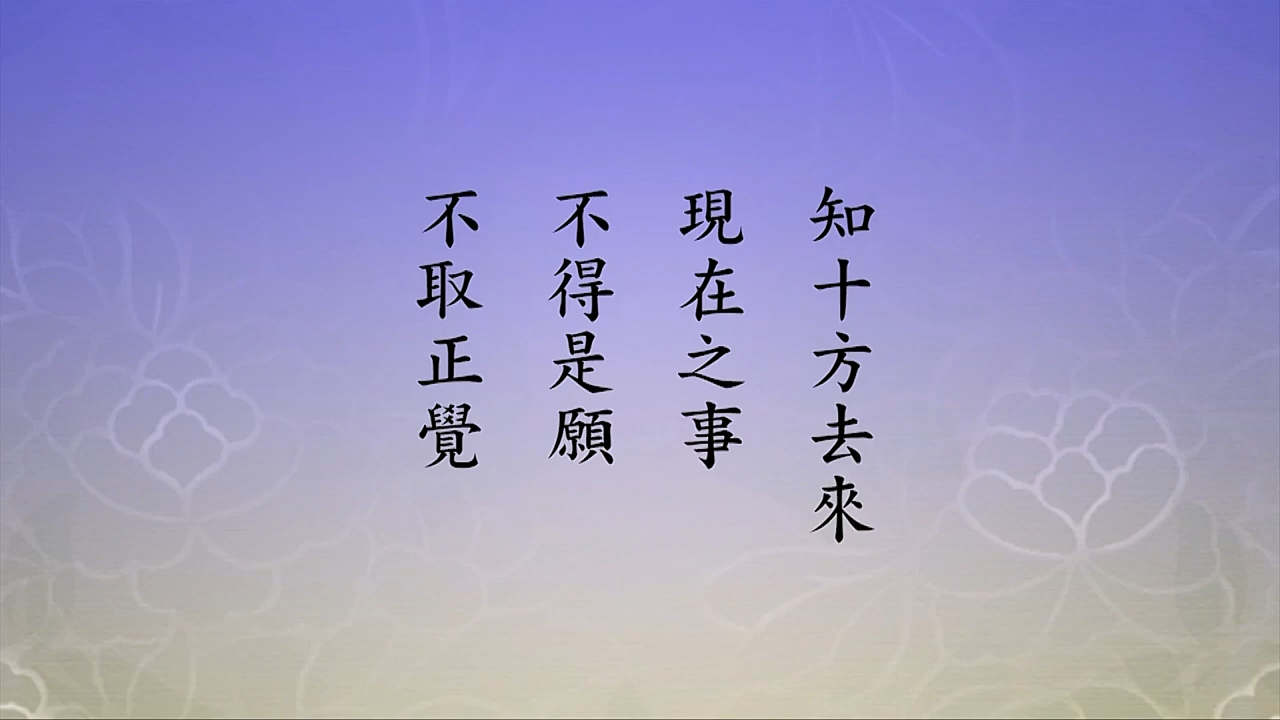 知十方去來
現在之事
不得是願
不取正覺